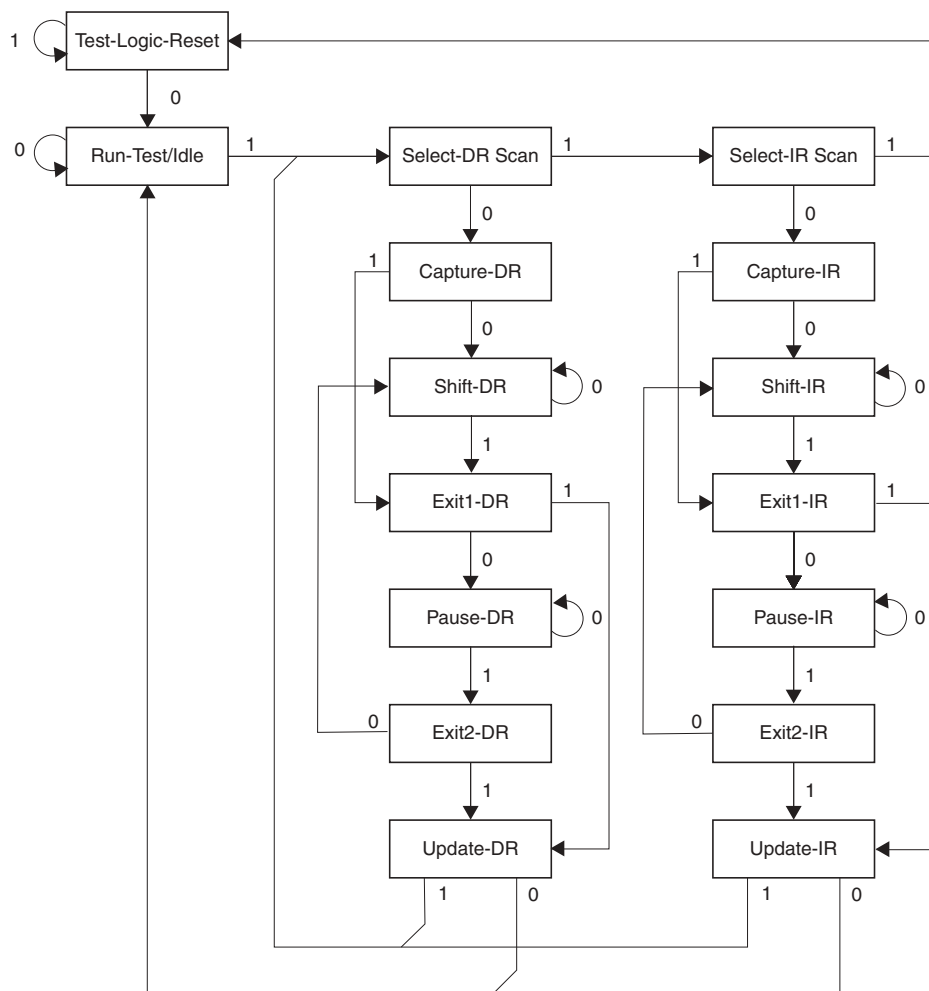 Test-Logic-Reset
1
0
Run-Test/Idle
0
1
Select-DR Scan
1
Select-IR Scan
1
0
0
1
Capture-DR
1
Capture-IR
0
0
Shift-DR
0
Shift-IR
0
1
1
Exit1-DR
1
Exit1-IR
1
0
0
Pause-DR
0
Pause-IR
0
1
1
0
Exit2-DR
0
Exit2-IR
1
1
Update-DR
Update-IR
1
0
1
0